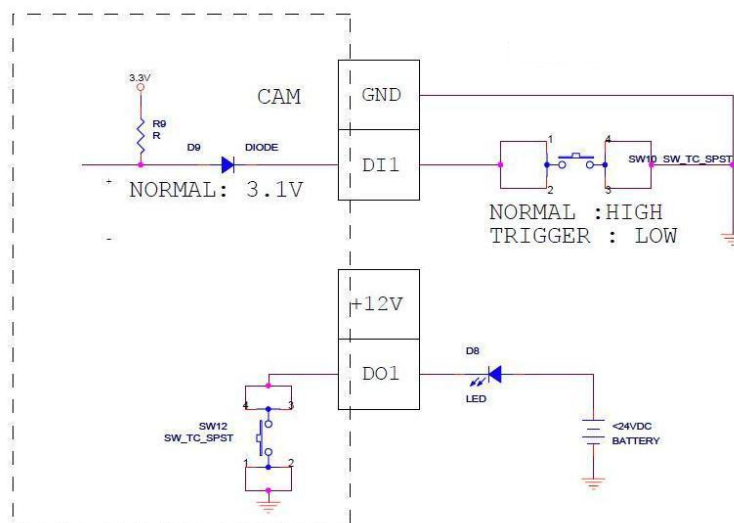 3.3V
CAM
GND
R9
R
D9
DIODE
DI1
1
4
SW10 SW_TC_SPST
+
NORMAL: 3.1V
2
3
-
NORMAL :HIGH
TRIGGER : LOW
+12V
D8
DO1
LED
4
3
<24VDC
SW12
BATTERY
SW_TC_SPST
1
2